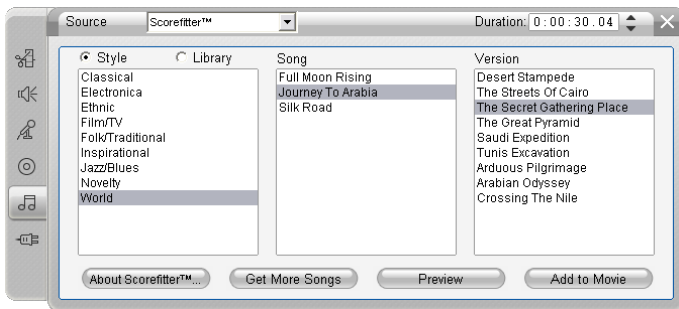 Source Scorefitter™ Duration: 0:00:30.04
Style Library Song Version
Classical Full Moon Rising Desert Stampede
Electronica Journey To Arabia The Streets Of Cairo
Ethnic Silk Road The Secret Gathering Place
Film/TV The Great Pyramid
Folk/Traditional Saudi Expedition
Inspirational Tunis Excavation
Jazz/Blues Arduous Pilgrimage
Novelty Arabian Odyssey
World Crossing The Nile
About Scorefitter™... Get More Songs Preview Add to Movie